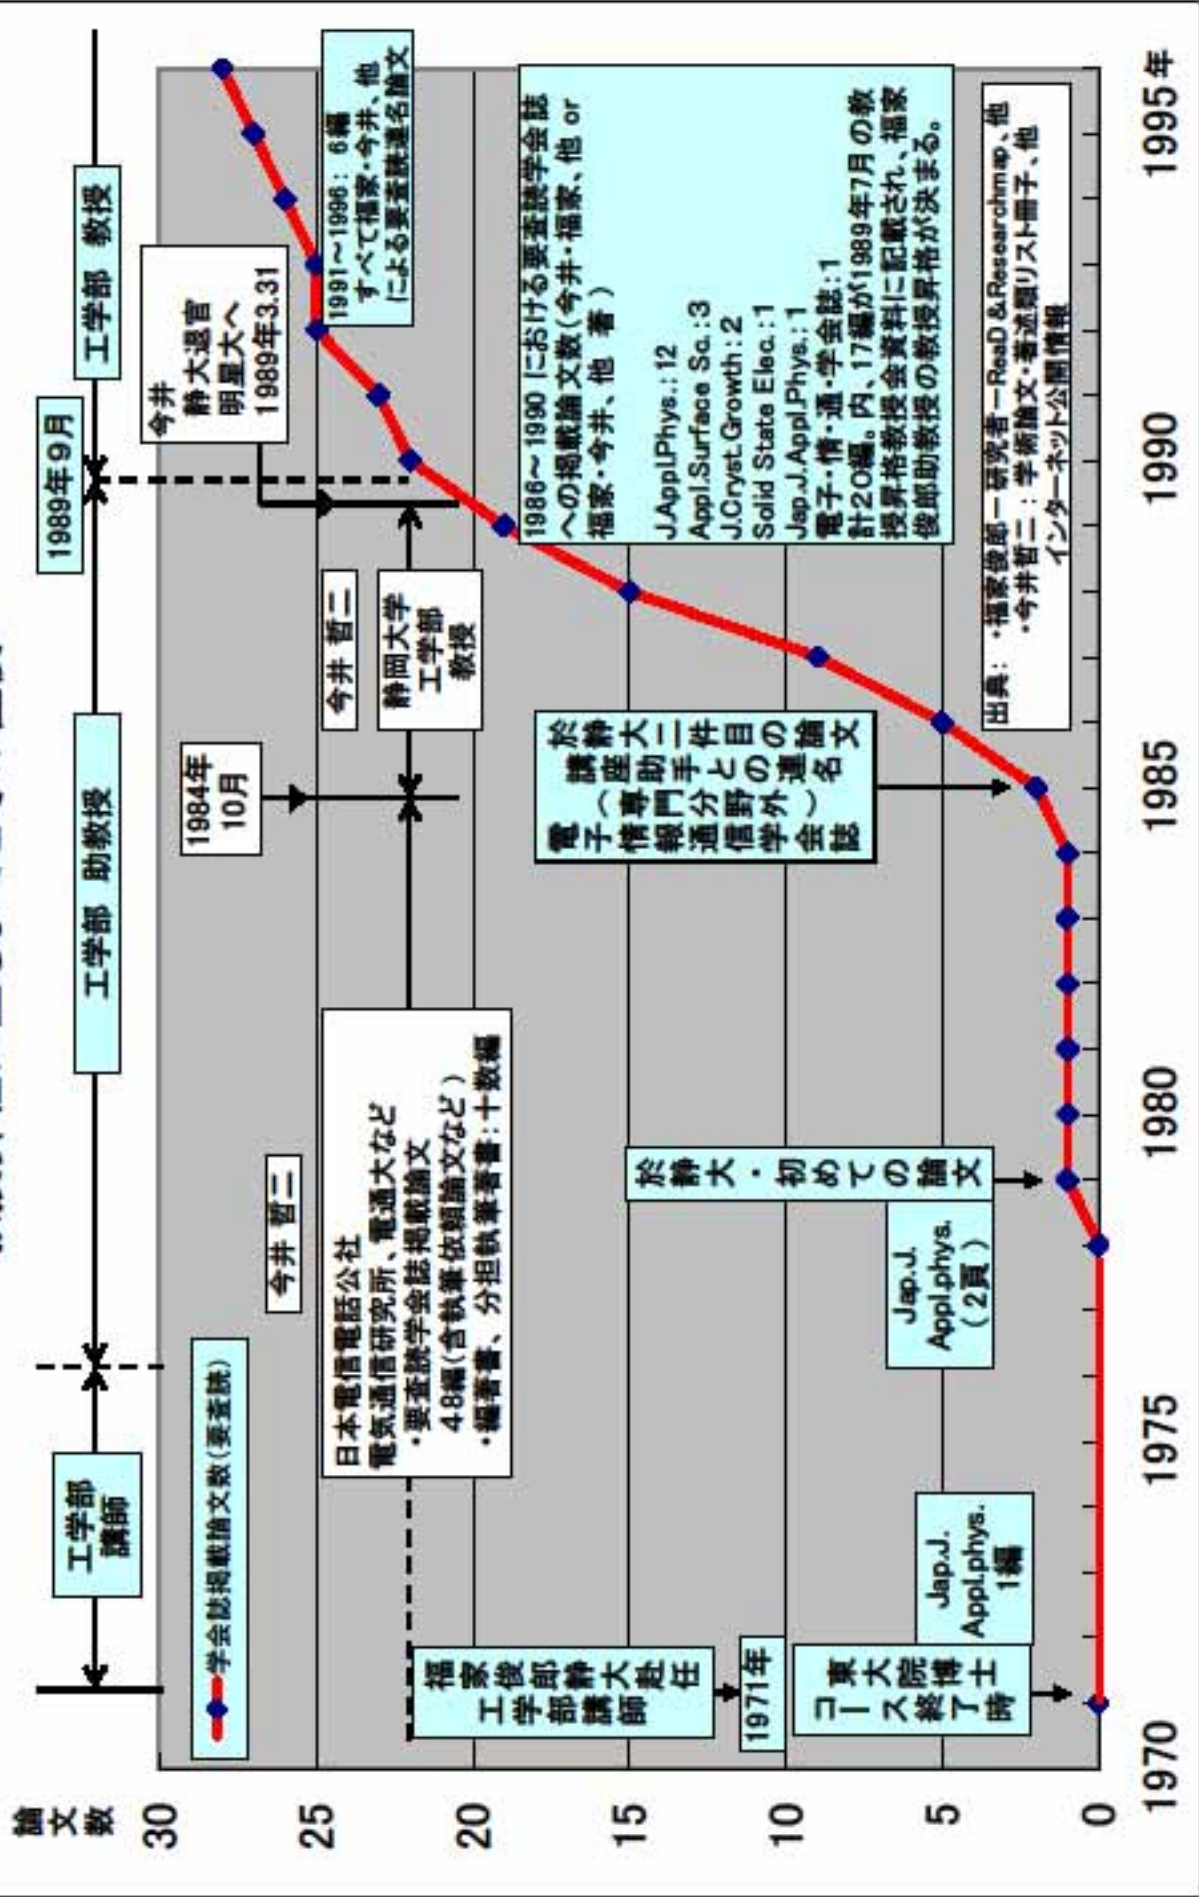 論文数
30
25
20
15
10
5
0
1970
1975
1980
1985
1990
1995年
工学部
講師
工学部 助教授
1989年9月
工学部 教授
学会誌掲載論文数(要査読)
今井 哲二
日本電信電話公社
電気通信研究所、電通大など
・要査読学会誌掲載論文
48編(含執筆依頼論文など)
・編著書、分担執筆著書:十数編
1984年
10月
今井 哲二
静岡大学
工学部
教授
今井
静大退官
明星大へ
1989年3.31
1991~1996: 6編
すべて福家・今井、他
による要査読連名論文
福家俊郎静大赴任
工学部講師
1971年
東大院博士
コース終了時
Jap.J.
Appl.phys.
1編
Jap.J.
Appl.phys.
(2頁)
於静大・初めての論文
於静大二件目の論文
講座助手との連名
(専門分野外)
電子情報通信学会誌
1986~1990 における要査読学会誌
への掲載論文数(今井・福家、他 or
福家・今井、他 著)
J.Appl.Phys.:12
Appl.Surface Sc.:3
J.Cryst.Growth:2
Solid State Elec.:1
Jap.J.Appl.Phys.:1
電子・情・通・学会誌:1
計20編。内、17編が1989年7月の教
授昇格教授会資料に記載され、福家
俊郎助教授の教授昇格が決まる。
出典: ・福家俊郎ー研究者ーReaD&Researchmap、他
・今井哲二:学術論文・著述類リスト冊子、他
インターネット公開情報